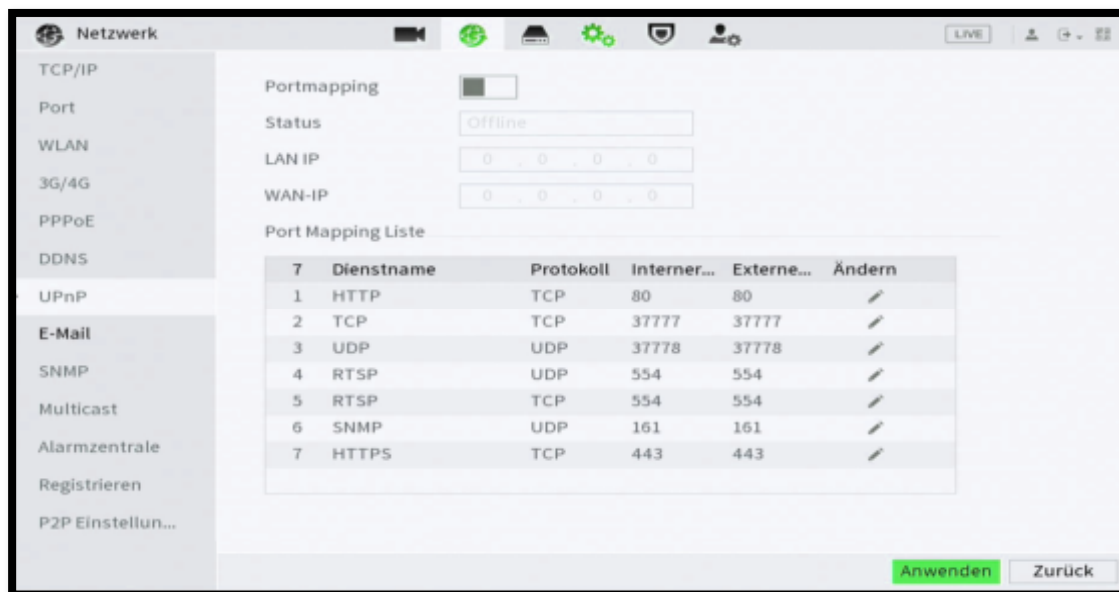 Netzwerk
LIVE
TCP/IP
Port
WLAN
3G/4G
PPPoE
DDNS
UPnP
E-Mail
SNMP
Multicast
Alarmzentrale
Registrieren
P2P Einstellun...
Portmapping
Status Offline
LAN IP 0 . 0 . 0 . 0
WAN-IP 0 . 0 . 0 . 0
Port Mapping Liste
7 Dienstname Protokoll Interner... Externe... Ändern
1 HTTP TCP 80 80
2 TCP TCP 37777 37777
3 UDP UDP 37778 37778
4 RTSP UDP 554 554
5 RTSP TCP 554 554
6 SNMP UDP 161 161
7 HTTPS TCP 443 443
Anwenden Zurück